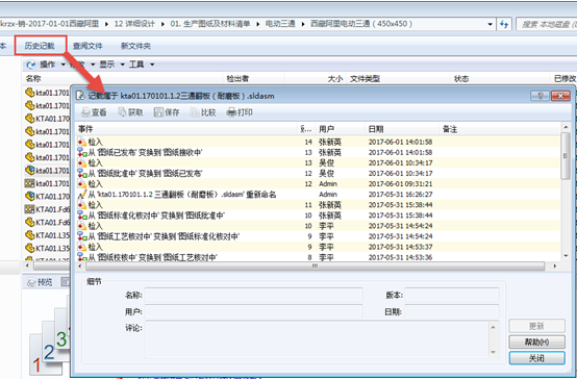 krzx-销-2017-01-01西藏阿里 ▸ 12 详细设计 ▸ 01. 生产图纸及材料清单 ▸ 电动三通 ▸ 西藏阿里电动三通（450x450）
搜索 本地磁盘
本 历史记载 查阅文件 新文件夹
操作 显示 工具
名称 检出者 大小 文件类型 状态 已修改
kta01.1701
kta01.1701
KTA01.170
kta01.1701
kta01.1701
kta01.1701
kta01.1701
kta01.1701
KTA01.Fd6
KTA01.Fd6
KTA01.L35
KTA01.L35
预览
1 2 3
记载属于 kta01.170101.1.2三通翻板（耐磨板）.sldasm
查看 获取 保存 比较 打印
事件 用户 日期 备注
检入 14 张新英 2017-06-01 14:01:58
从 '图纸已发布' 变换到 '图纸接收中' 13 张新英 2017-06-01 14:01:58
检入 13 吴俊 2017-06-01 10:34:17
从 '图纸批准中' 变换到 '图纸已发布' 12 吴俊 2017-06-01 10:34:17
检入 12 Admin 2017-06-01 09:31:21
从 'kta01.170101.1.2 三通翻板（耐磨板）.sldasm' 重新命名 Admin 2017-05-31 16:26:27
检入 11 张新英 2017-05-31 15:38:44
从 '图纸标准化核对中' 变换到 '图纸批准中' 10 张新英 2017-05-31 15:38:44
检入 10 李平 2017-05-31 14:54:24
从 '图纸工艺核对中' 变换到 '图纸标准化核对中' 9 李平 2017-05-31 14:54:24
检入 9 李平 2017-05-31 14:53:37
从 '图纸校核中' 变换到 '图纸工艺核对中' 8 李平 2017-05-31 14:53:36
细节
名称: 版本:
用户: 日期:
评论:
更新
帮助(H)
关闭